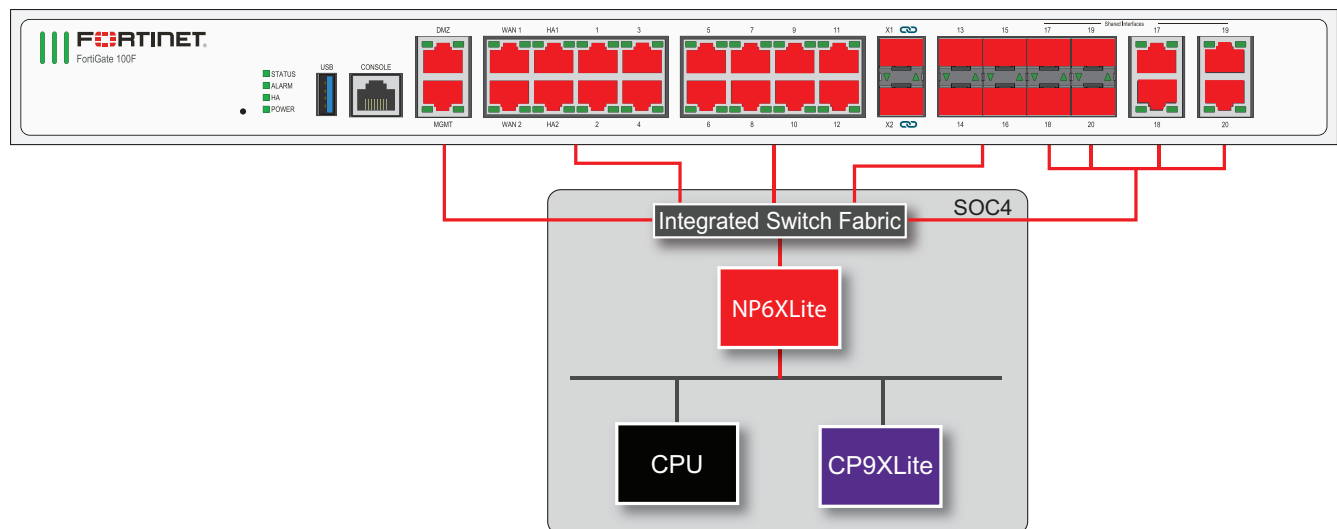 Shared Interfaces
DMZ WAN 1 HA1 1 3 5 7 9 11 X1 13 15 17 19 17 19
FORTINET
FortiGate 100F
USB CONSOLE
STATUS
ALARM
HA
POWER
MGMT WAN 2 HA2 2 4 6 8 10 12 X2 14 16 18 20 18 20
SOC4
Integrated Switch Fabric
NP6XLite
CPU CP9XLite